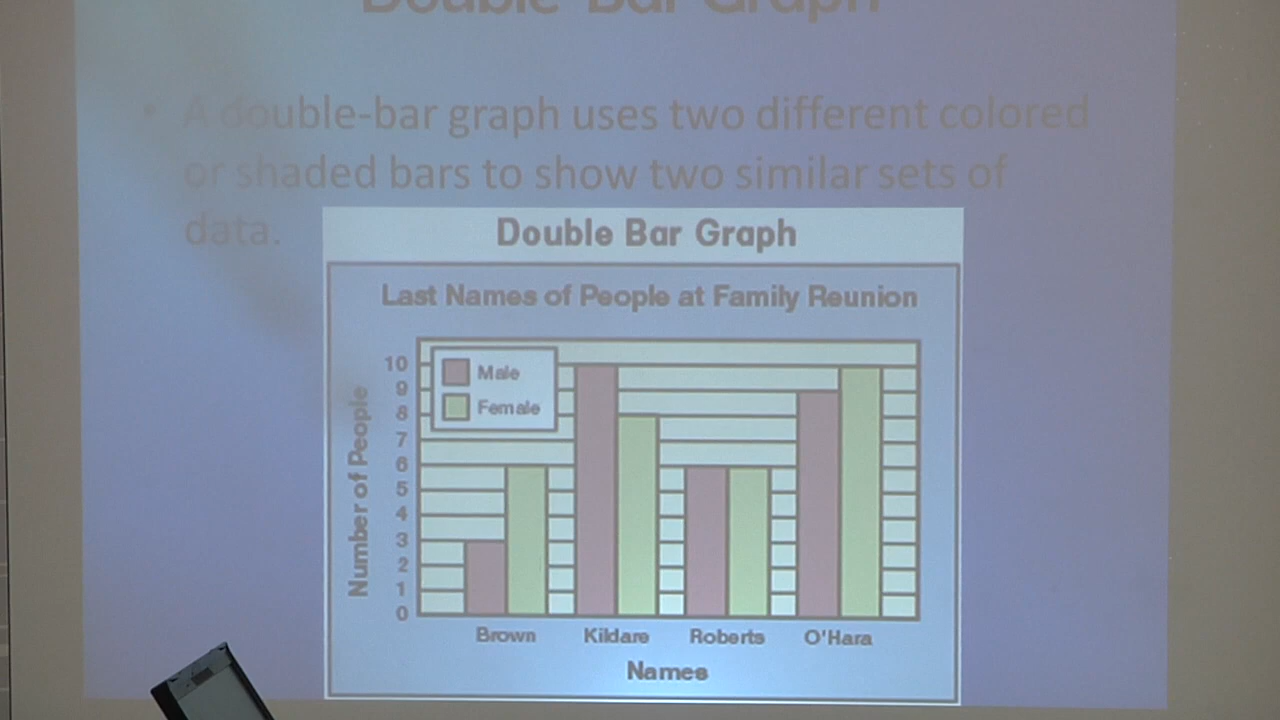 Double Bar Graph
• A double-bar graph uses two different colored
or shaded bars to show two similar sets of
data.
Double Bar Graph
Last Names of People at Family Reunion
Male
Female
Number of People
10
9
8
7
6
5
4
3
2
1
0
Brown Kildare Roberts O'Hara
Names